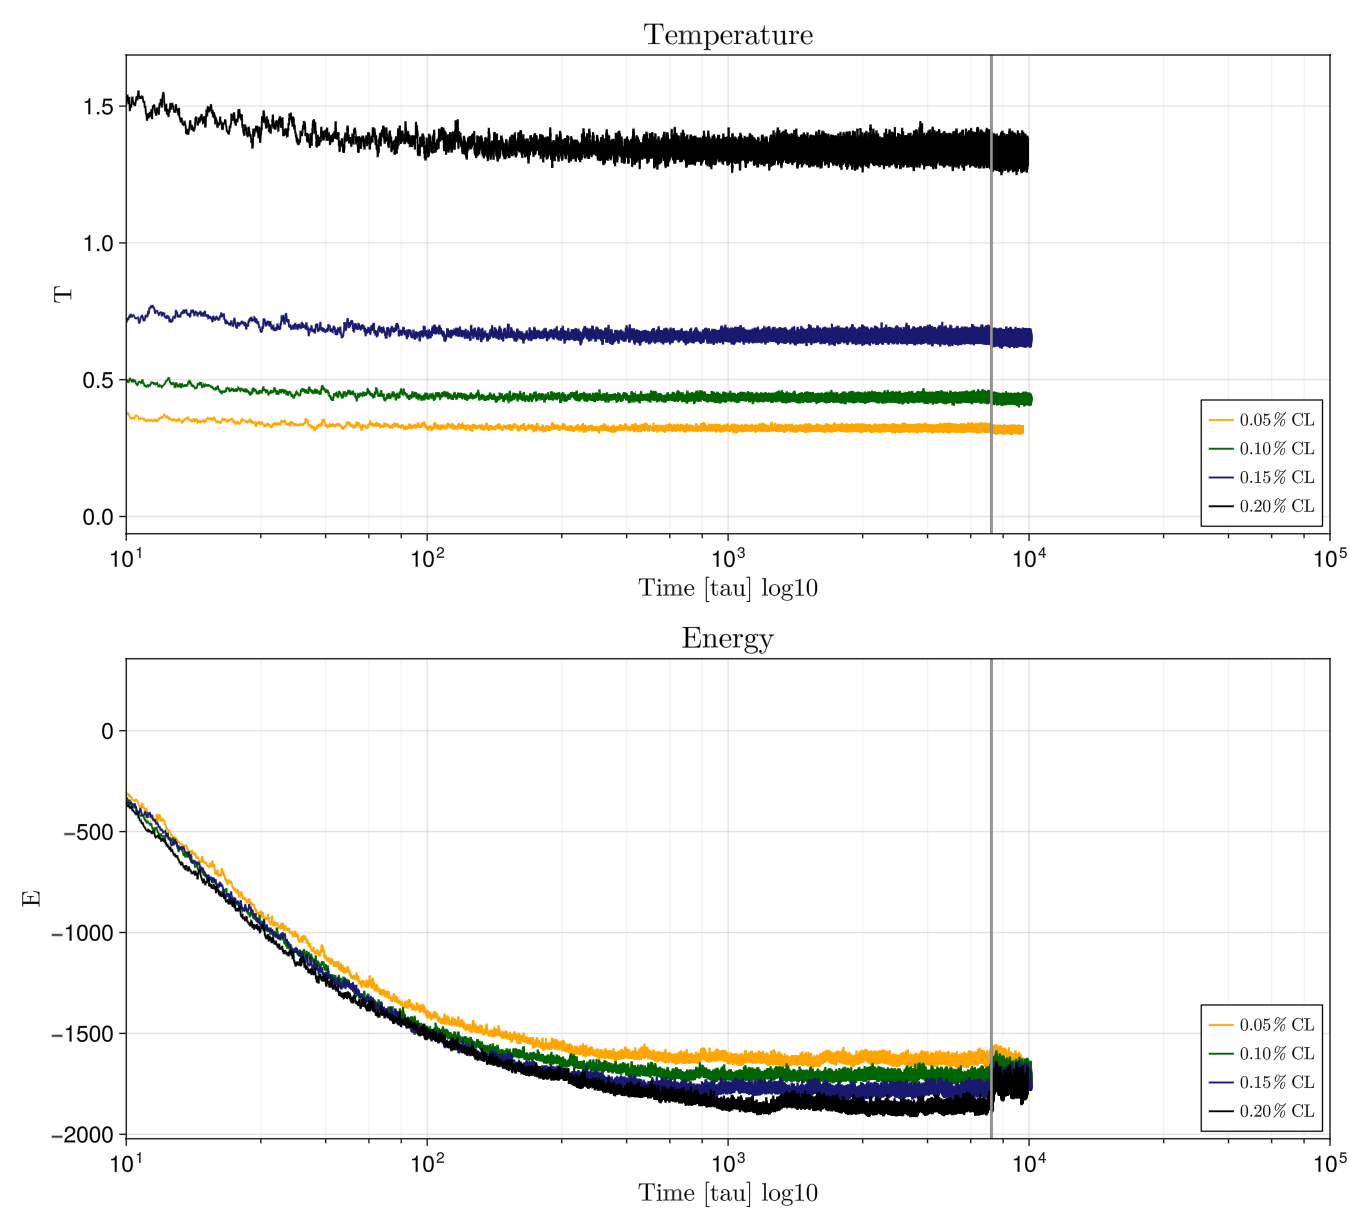 Temperature
T
1.5
1.0
0.5
0.0
0.05% CL
0.10% CL
0.15% CL
0.20% CL
10¹ 10² 10³ 10⁴ 10⁵
Time [tau] log10
Energy
E
0
−500
−1000
−1500
−2000
0.05% CL
0.10% CL
0.15% CL
0.20% CL
10¹ 10² 10³ 10⁴ 10⁵
Time [tau] log10